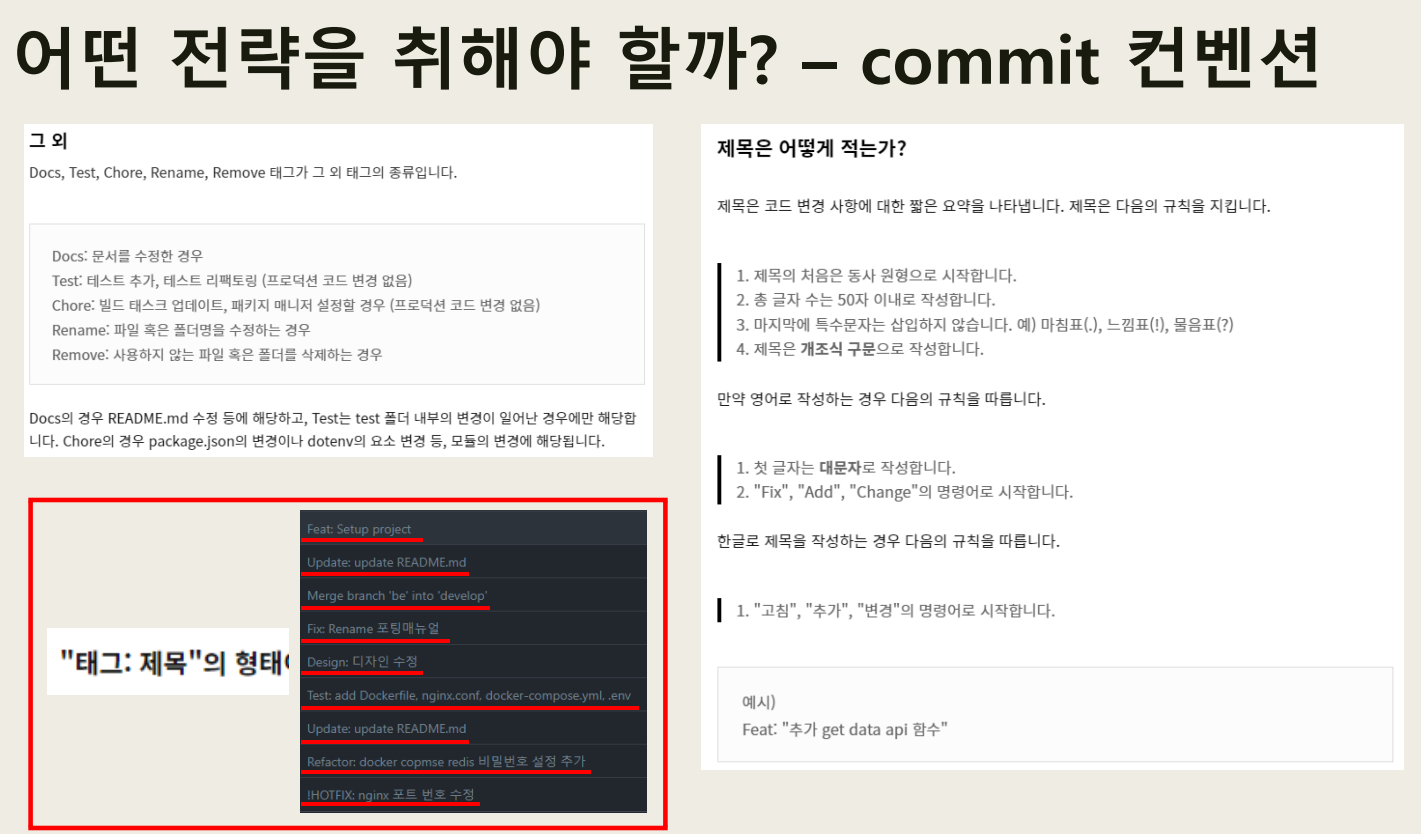 어떤 전략을 취해야 할까? – commit 컨벤션
그 외
Docs, Test, Chore, Rename, Remove 태그가 그 외 태그의 종류입니다.
Docs: 문서를 수정한 경우
Test: 테스트 추가, 테스트 리팩토링 (프로덕션 코드 변경 없음)
Chore: 빌드 태스크 업데이트, 패키지 매니저 설정할 경우 (프로덕션 코드 변경 없음)
Rename: 파일 혹은 폴더명을 수정하는 경우
Remove: 사용하지 않는 파일 혹은 폴더를 삭제하는 경우
Docs의 경우 README.md 수정 등에 해당하고, Test는 test 폴더 내부의 변경이 일어난 경우에만 해당합
니다. Chore의 경우 package.json의 변경이나 dotenv의 요소 변경 등, 모듈의 변경에 해당됩니다.
"태그: 제목"의
Feat: Setup project
Update: update README.md
Merge branch 'be' into 'develop'
Fix: Rename 포팅매뉴얼
Design: 디자인 수정
Test: add Dockerfile, nginx.conf, docker-compose.yml, .env
Update: update README.md
Refactor: docker copmse redis 비밀번호 설정 추가
!HOTFIX: nginx 포트 번호 수정
제목은 어떻게 적는가?
제목은 코드 변경 사항에 대한 짧은 요약을 나타냅니다. 제목은 다음의 규칙을 지킵니다.
1. 제목의 처음은 동사 원형으로 시작합니다.
2. 총 글자 수는 50자 이내로 작성합니다.
3. 마지막에 특수문자는 삽입하지 않습니다. 예) 마침표(.), 느낌표(!), 물음표(?)
4. 제목은 개조식 구문으로 작성합니다.
만약 영어로 작성하는 경우 다음의 규칙을 따릅니다.
1. 첫 글자는 대문자로 작성합니다.
2. "Fix", "Add", "Change"의 명령어로 시작합니다.
한글로 제목을 작성하는 경우 다음의 규칙을 따릅니다.
1. "고침", "추가", "변경"의 명령어로 시작합니다.
예시)
Feat: "추가 get data api 함수"